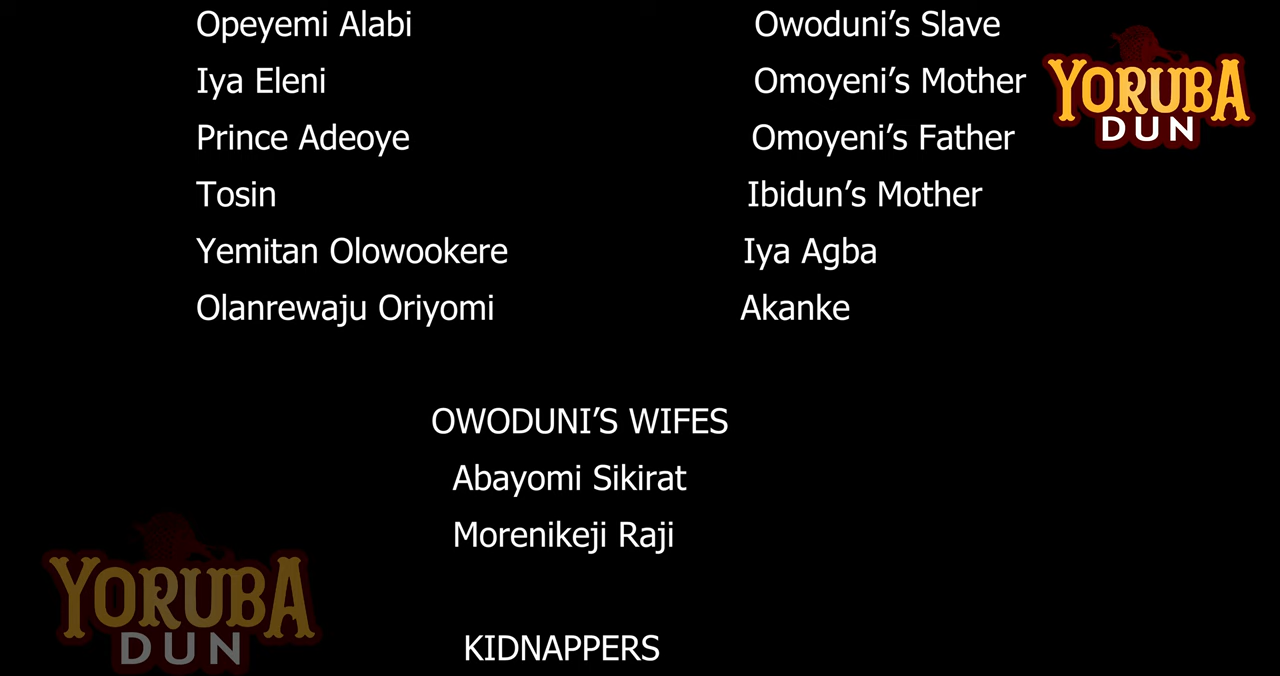 Opeyemi Alabi Owoduni’s Slave
Iya Eleni Omoyeni’s Mother
Prince Adeoye Omoyeni’s Father
Tosin Ibidun’s Mother
Yemitan Olowookere Iya Agba
Olanrewaju Oriyomi Akanke
YORUBA
DUN
OWODUNI’S WIFES
Abayomi Sikirat
Morenikeji Raji
YORUBA
DUN
KIDNAPPERS